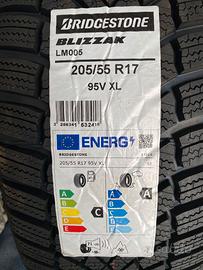 BRIDGESTONE
BLIZZAK
LM005
205/55 R17
95V XL
ENERG
BRIDGESTONE
205/55 R17 95V XL
A
B
C
D
E
A
B
C
D
E
C
A